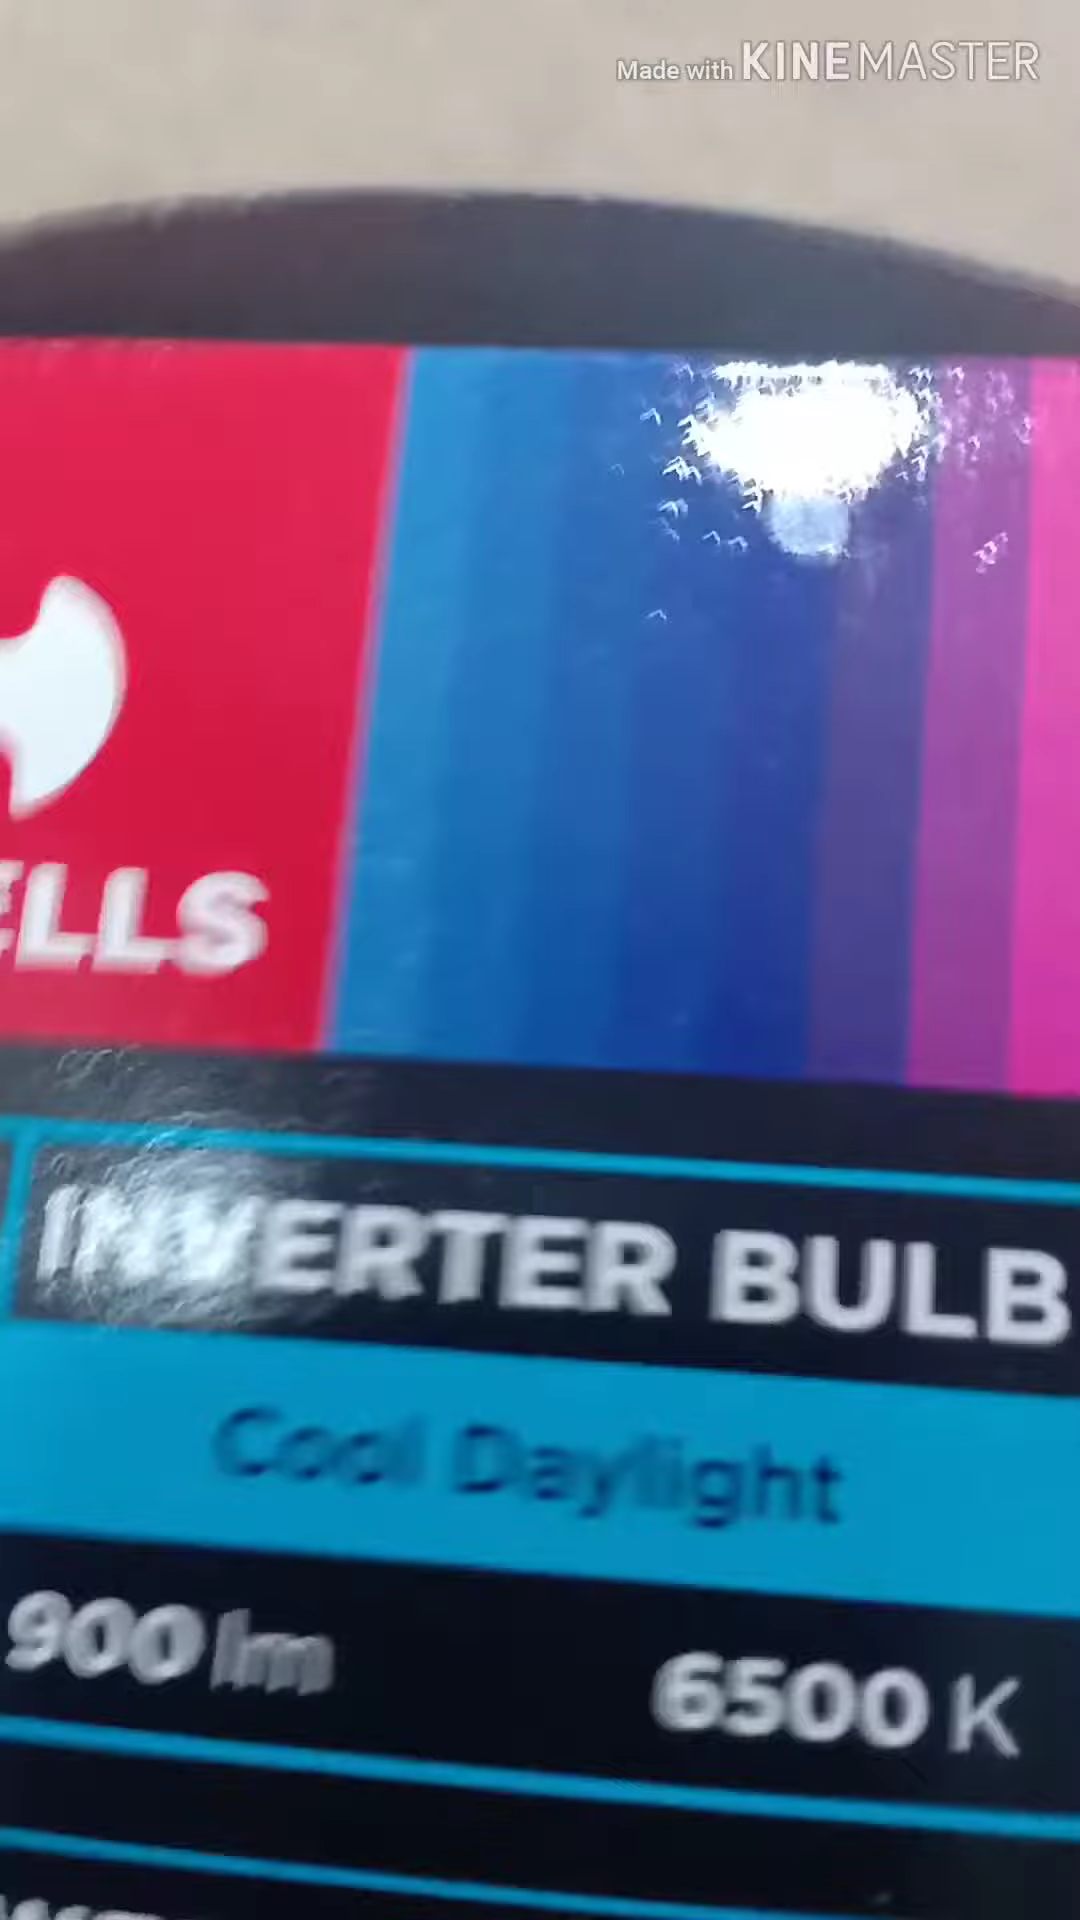 Made with KINEMASTER
ELLS
INVERTER BULB
Cool Daylight
900 lm
6500 K